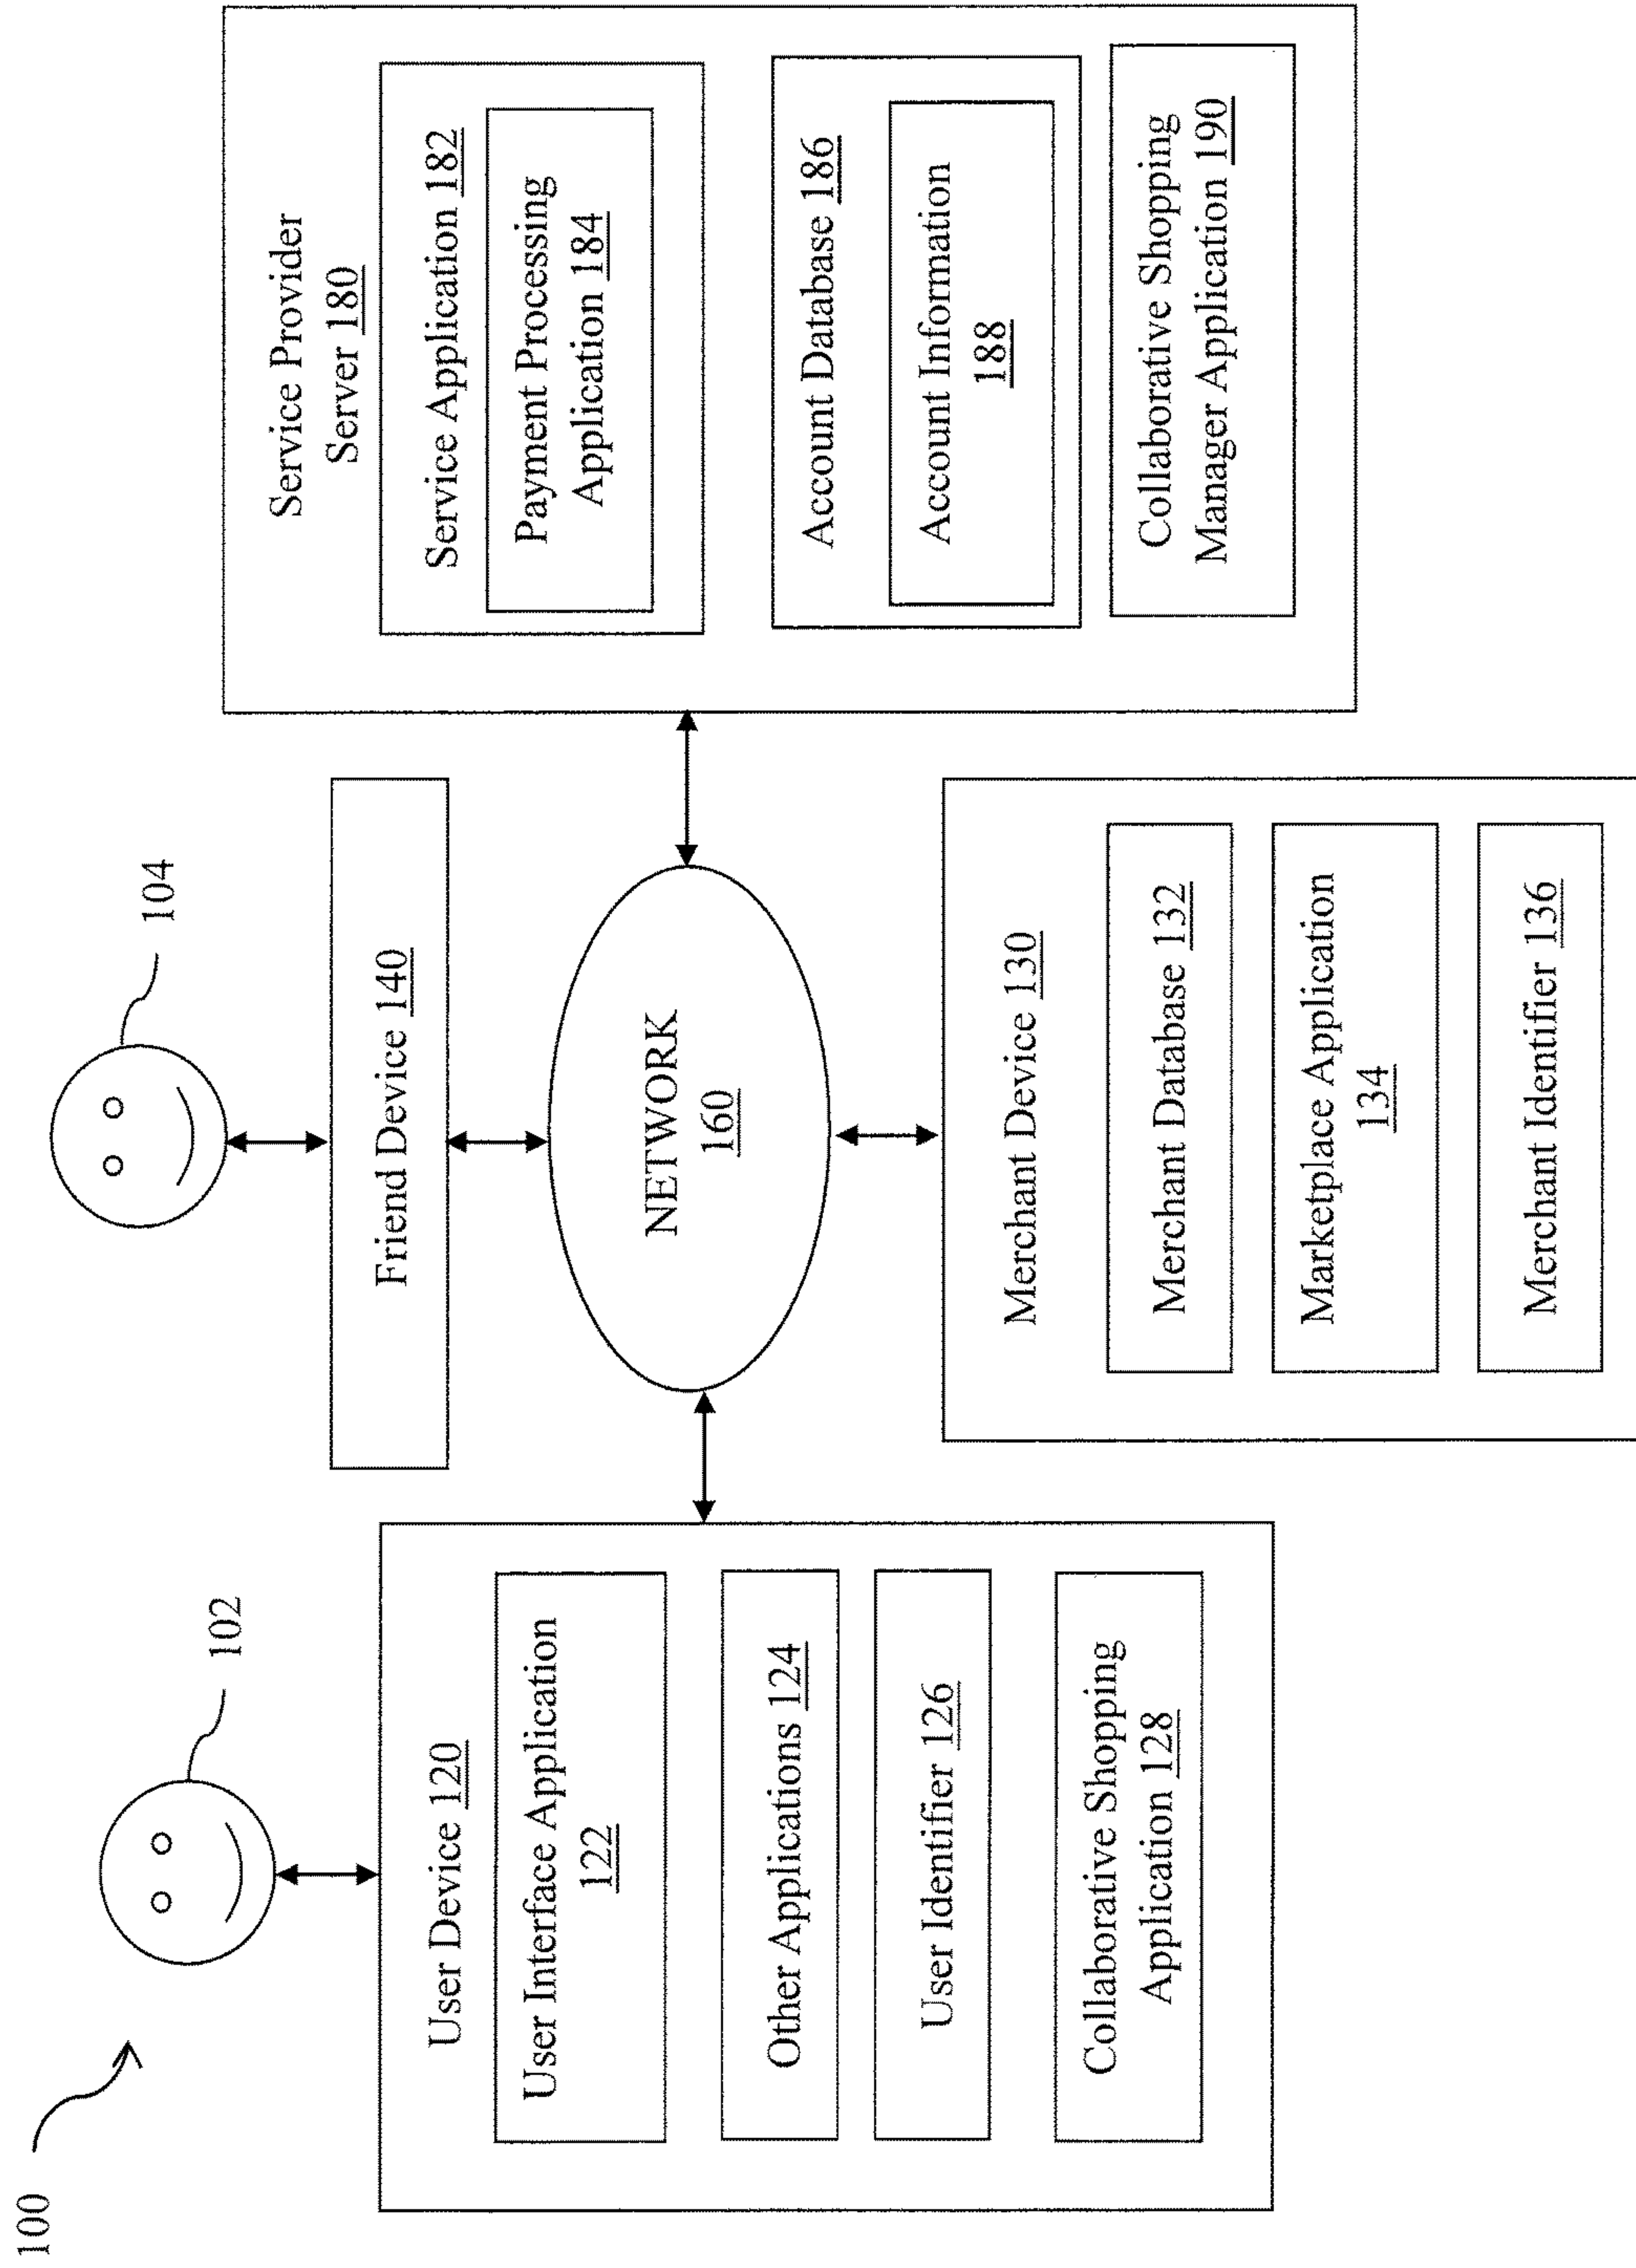 100
102
User Device 120
User Interface Application
122
Other Applications 124
User Identifier 126
Collaborative Shopping
Application 128
104
Friend Device 140
NETWORK
160
Merchant Device 130
Merchant Database 132
Marketplace Application
134
Merchant Identifier 136
Service Provider
Server 180
Service Application 182
Payment Processing
Application 184
Account Database 186
Account Information
188
Collaborative Shopping
Manager Application 190